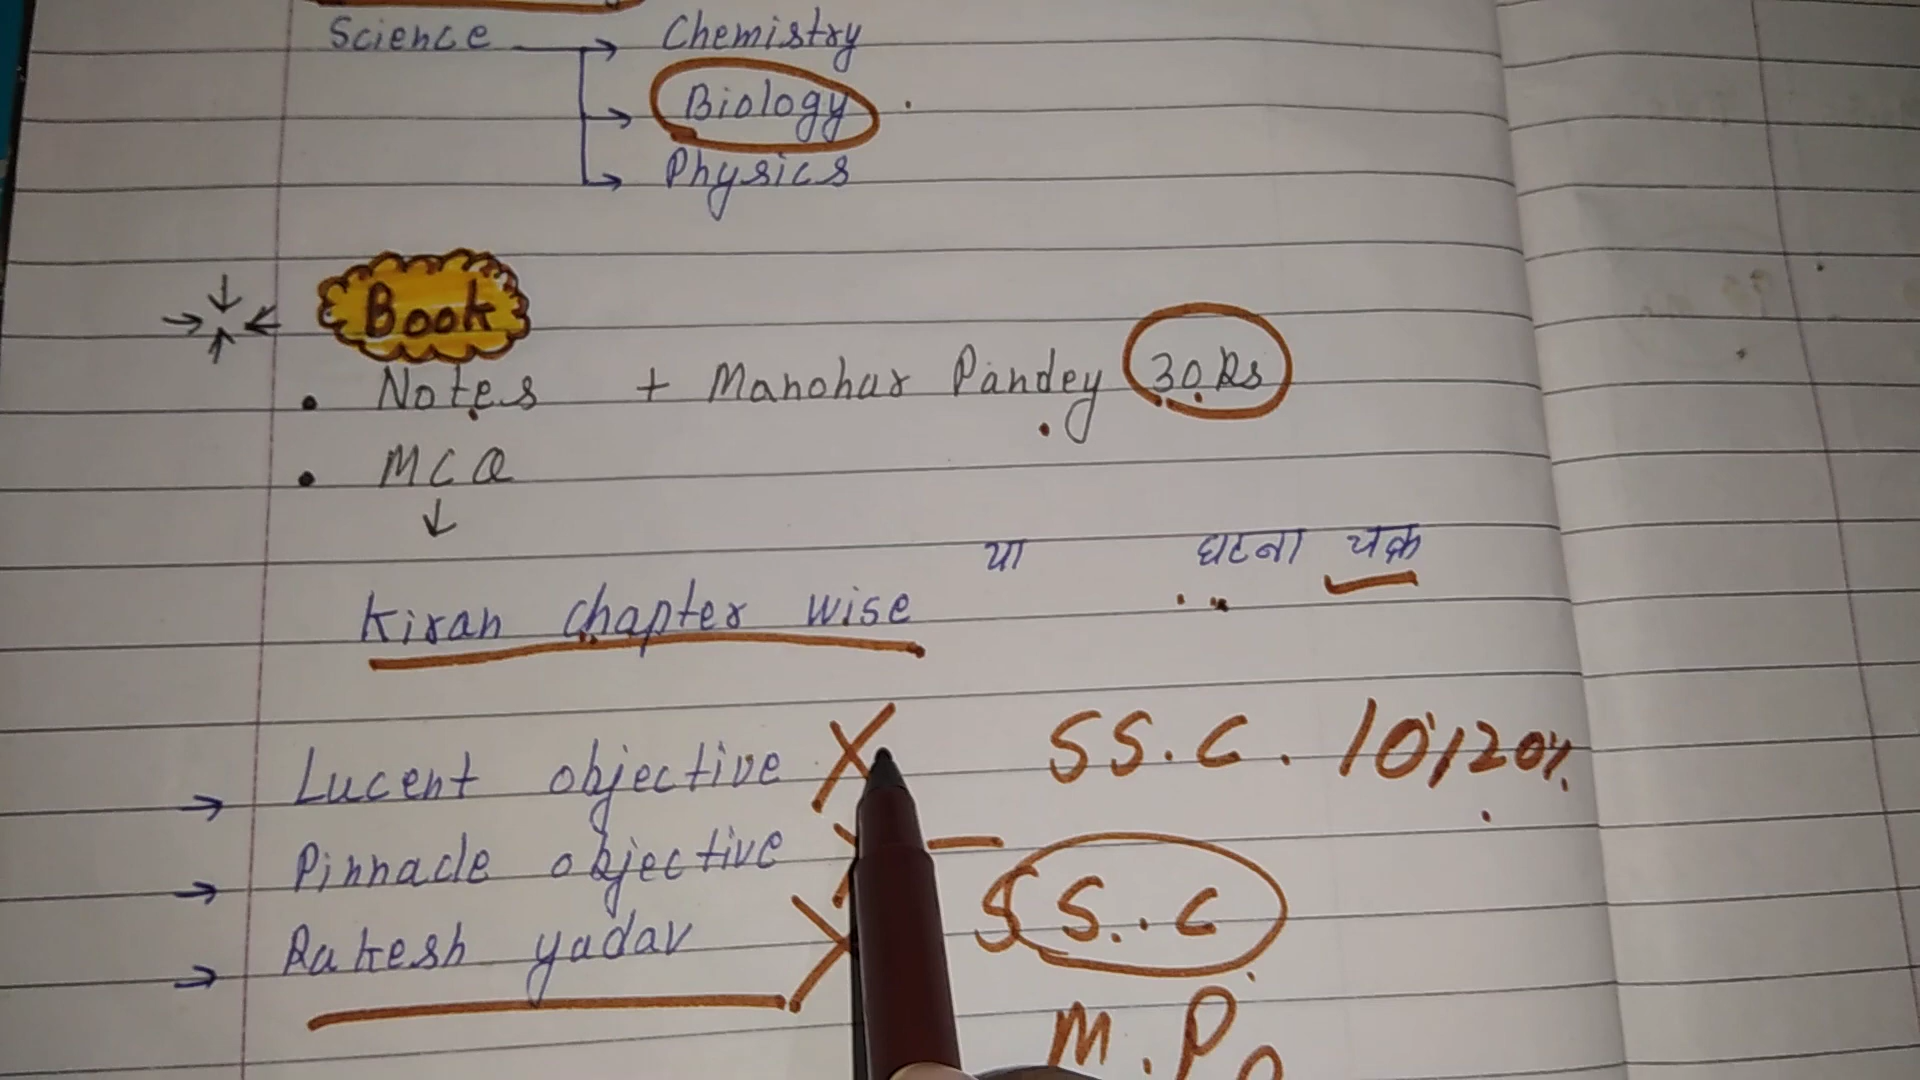 Science → Chemistry
→ Biology
→ Physics
Book
• Notes + Manohar Pandey 30 Rs
• MCQ
↓
Kiran chapter wise या घटना चक्र
→ Lucent objective X SS.C. 10/20%
→ Pinnacle objective
→ Rakesh yadav X SS.C
M.P